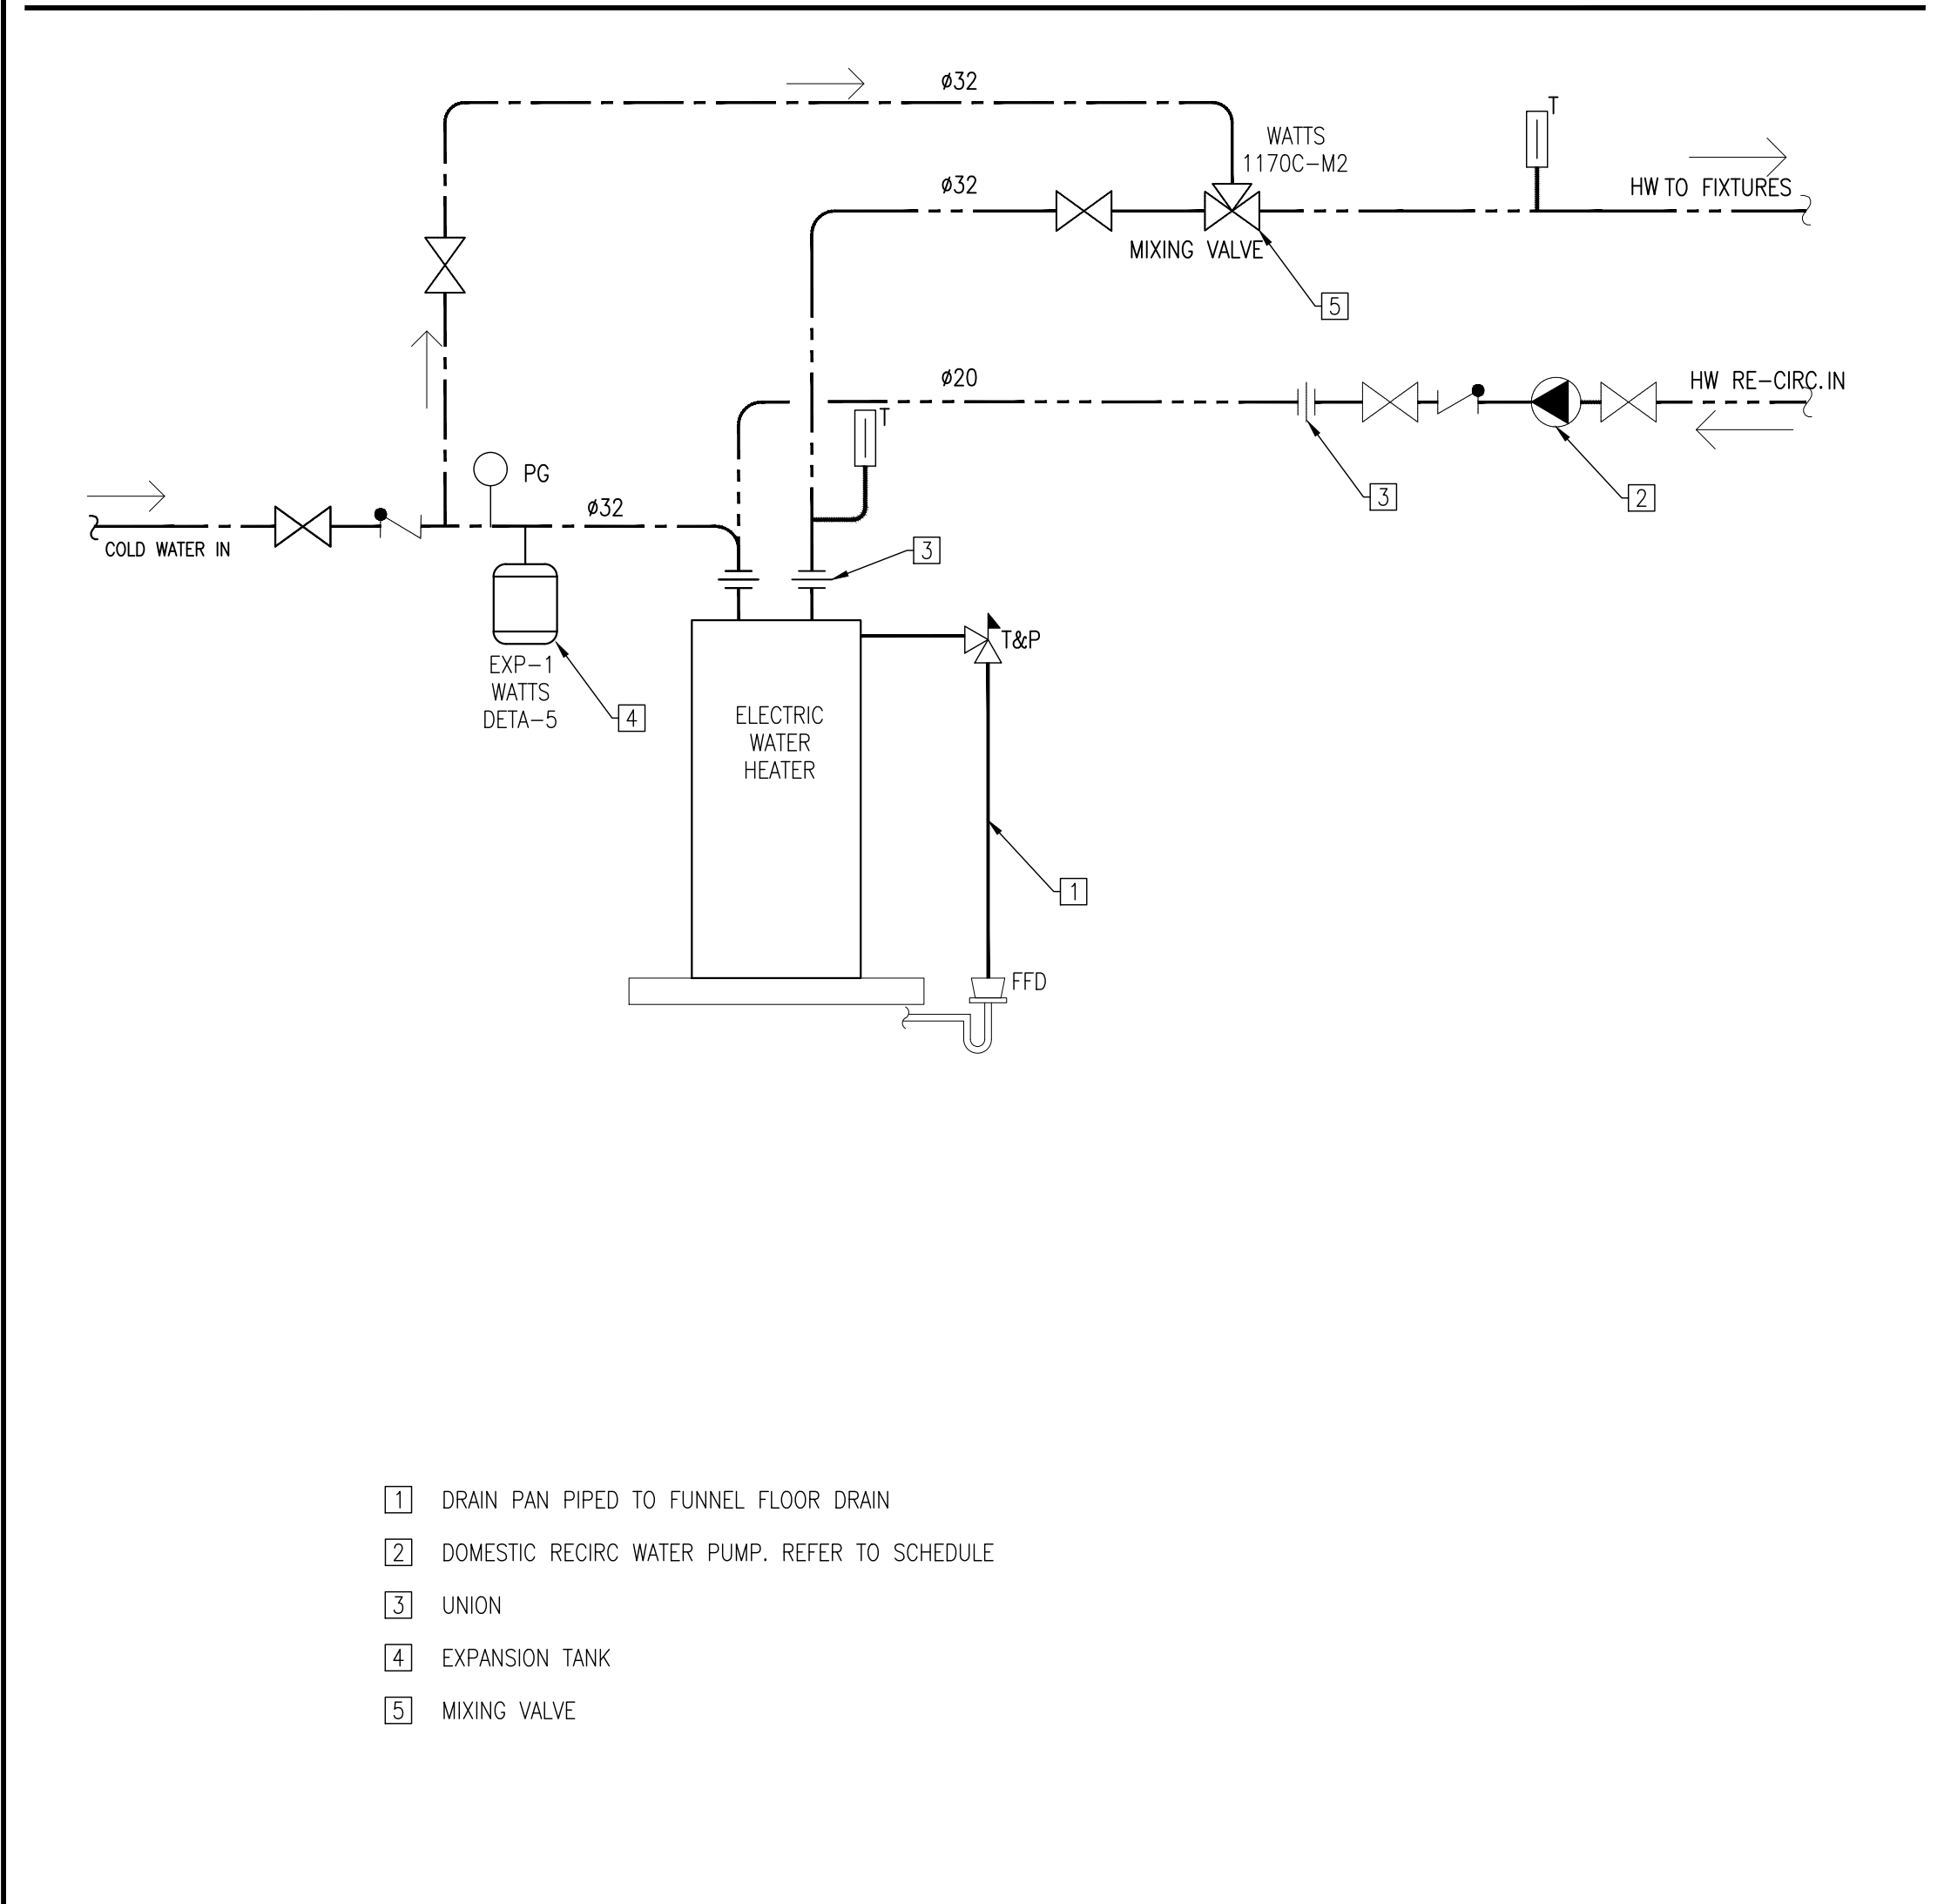 ø32
T
WATTS
1170C-M2
ø32
HW TO FIXTURES
MIXING VALVE
5
ø20
HW RE-CIRC.IN
T
PG
3
2
ø32
COLD WATER IN
3
T&P
EXP-1
WATTS
DETA-5
4
ELECTRIC
WATER
HEATER
1
FFD
1 DRAIN PAN PIPED TO FUNNEL FLOOR DRAIN
2 DOMESTIC RECIRC WATER PUMP. REFER TO SCHEDULE
3 UNION
4 EXPANSION TANK
5 MIXING VALVE